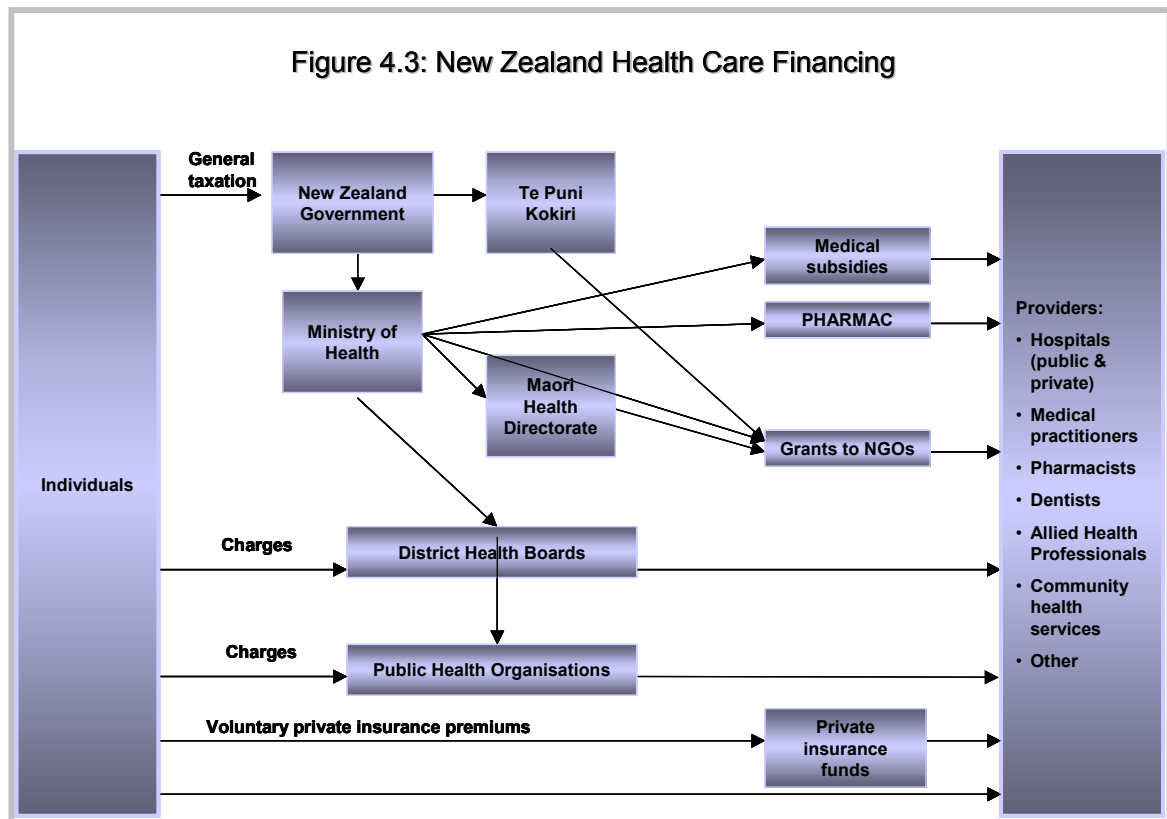 Figure 4.3: New Zealand Health Care Financing
General
taxation
New Zealand
Government
Te Puni
Kokiri
Medical
subsidies
Ministry of
Health
PHARMAC
Maori
Health
Directorate
Grants to NGOs
Individuals
Charges
District Health Boards
Charges
Public Health Organisations
Voluntary private insurance premiums
Private
insurance
funds
Providers:
• Hospitals
(public &
private)
• Medical
practitioners
• Pharmacists
• Dentists
• Allied Health
Professionals
• Community
health
services
• Other